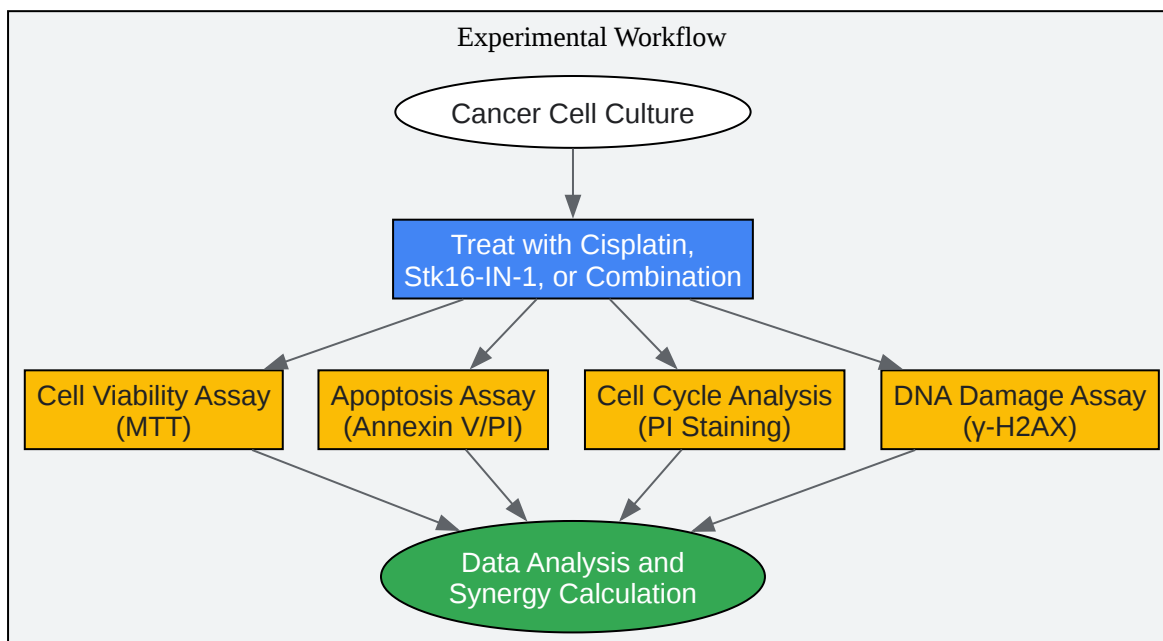 Experimental Workflow
Cancer Cell Culture
Treat with Cisplatin,
Stk16-IN-1, or Combination
Cell Viability Assay
(MTT)
Apoptosis Assay
(Annexin V/PI)
Cell Cycle Analysis
(PI Staining)
DNA Damage Assay
(γ-H2AX)
Data Analysis and
Synergy Calculation